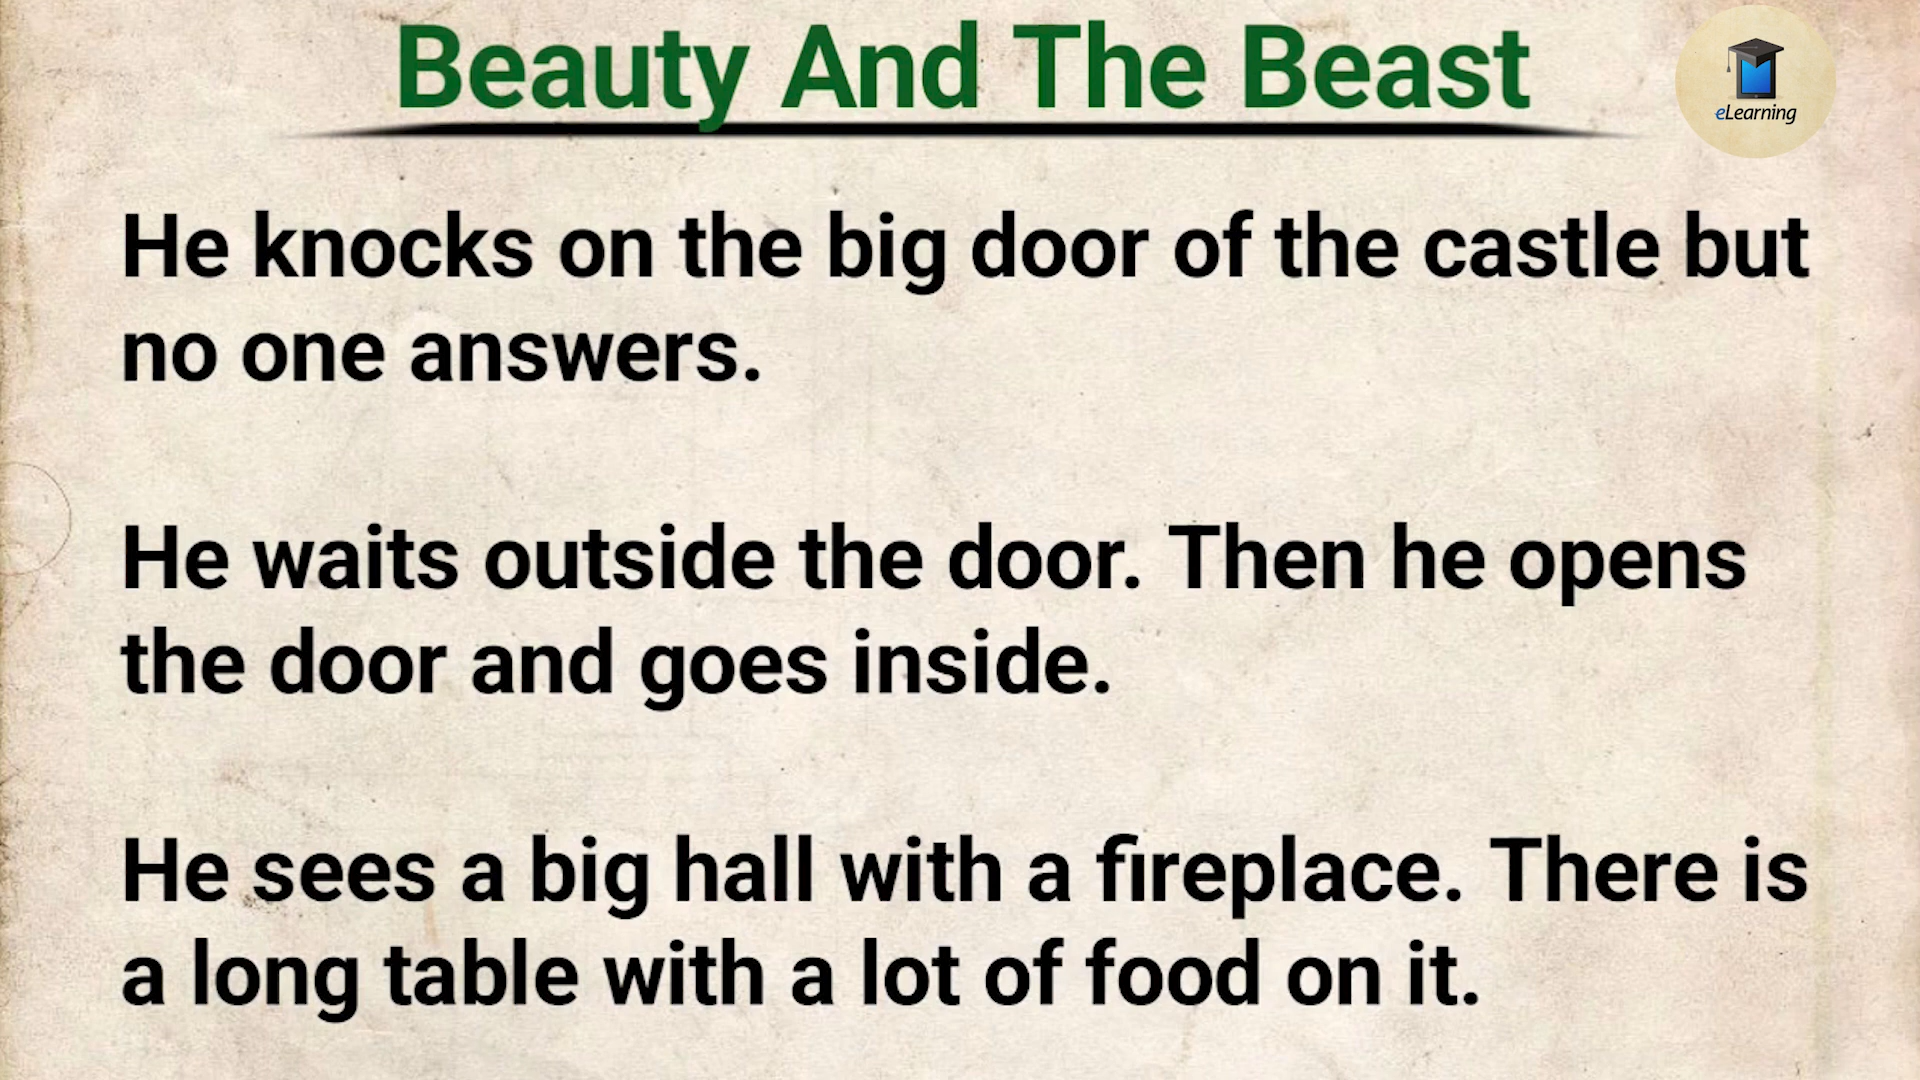 Beauty And The Beast
eLearning
He knocks on the big door of the castle but
no one answers.
He waits outside the door. Then he opens
the door and goes inside.
He sees a big hall with a fireplace. There is
a long table with a lot of food on it.